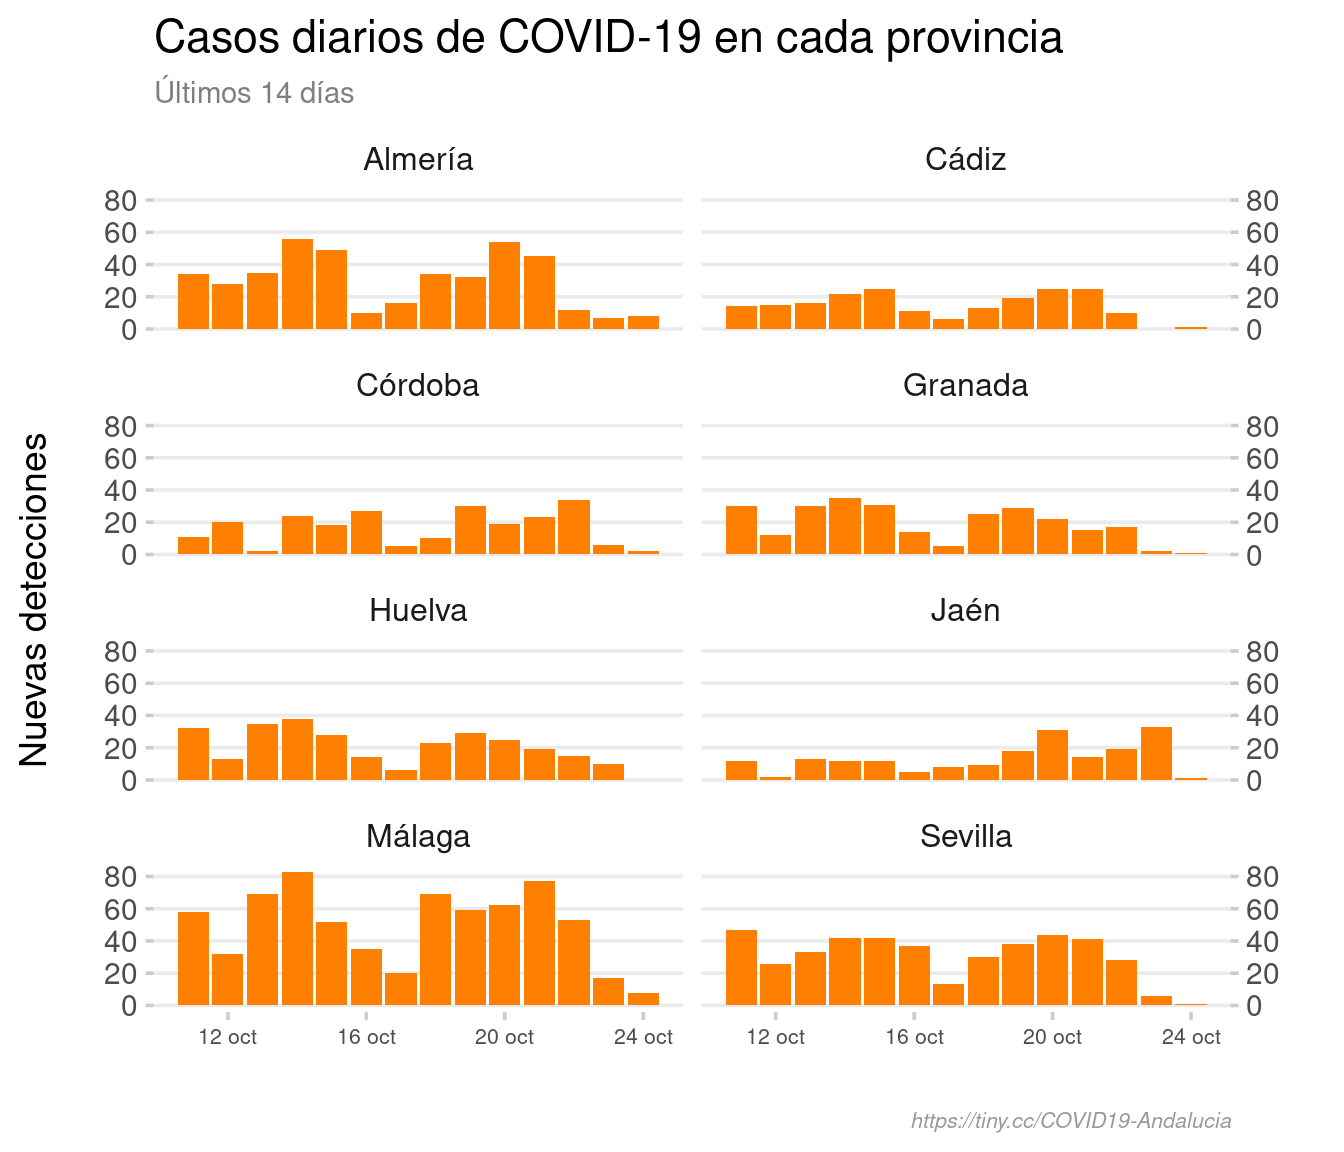 Casos diarios de COVID-19 en cada provincia
Últimos 14 días
Nuevas detecciones
Almería
Cádiz
80
60
40
20
0
80
60
40
20
0
Córdoba
Granada
80
60
40
20
0
80
60
40
20
0
Huelva
Jaén
80
60
40
20
0
80
60
40
20
0
Málaga
Sevilla
80
60
40
20
0
80
60
40
20
0
12 oct 16 oct 20 oct 24 oct
12 oct 16 oct 20 oct 24 oct
https://tiny.cc/COVID19-Andalucia